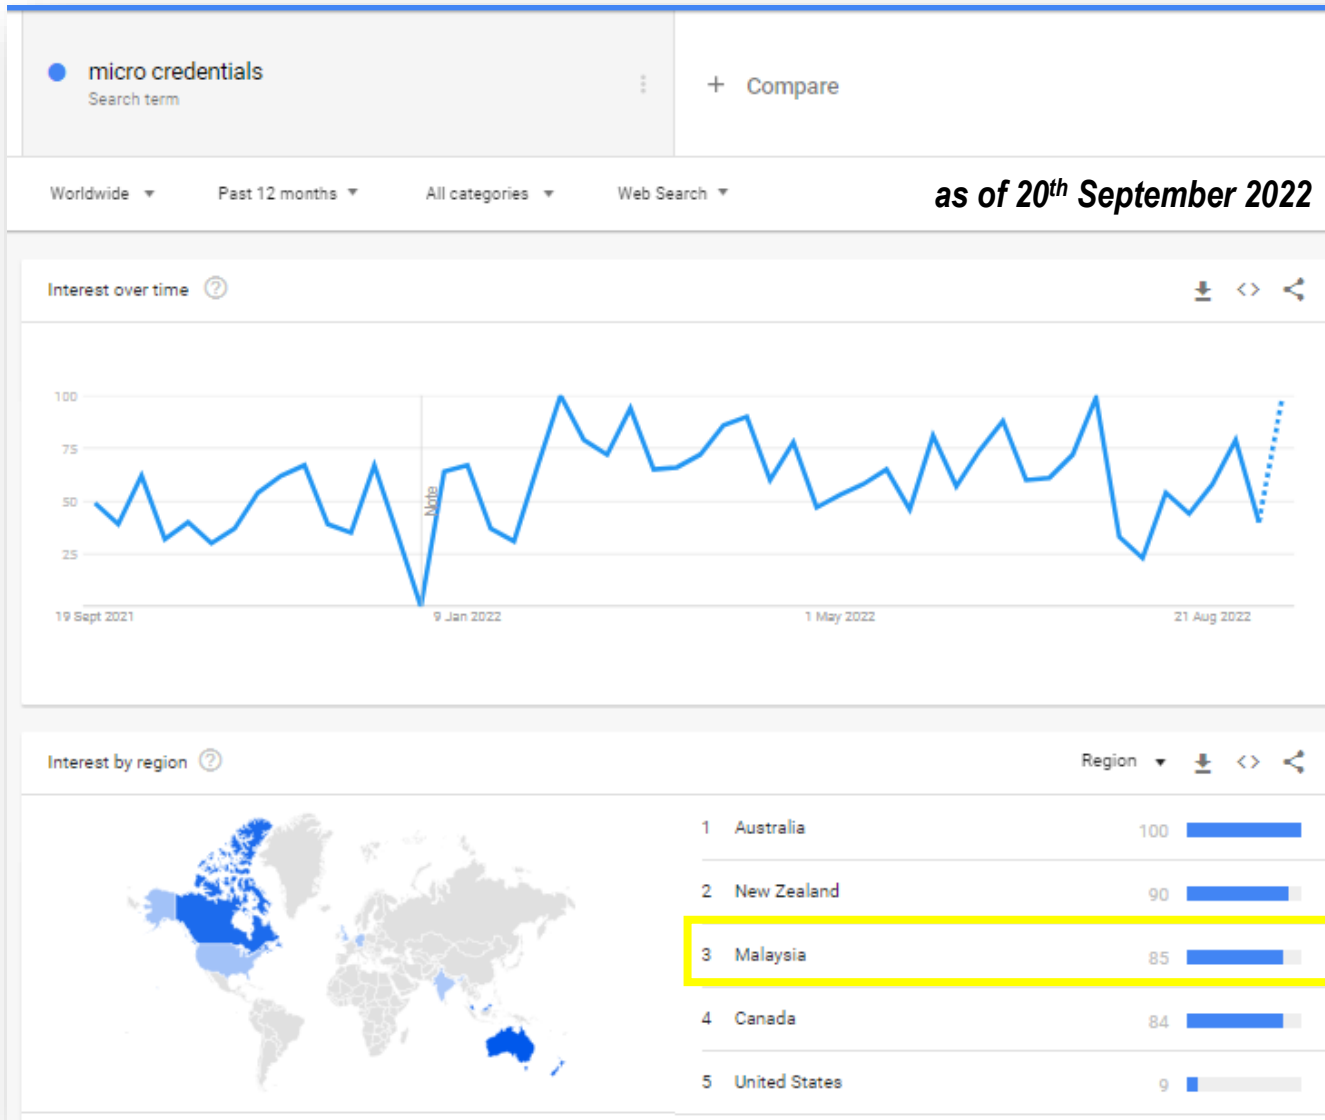 micro credentials
Search term
+ Compare
Worldwide
Past 12 months
All categories
Web Search
as of 20th September 2022
Interest over time
100
75
50
25
Note
19 Sept 2021
9 Jan 2022
1 May 2022
21 Aug 2022
Interest by region
Region
1 Australia 100
2 New Zealand 90
3 Malaysia 85
4 Canada 84
5 United States 9